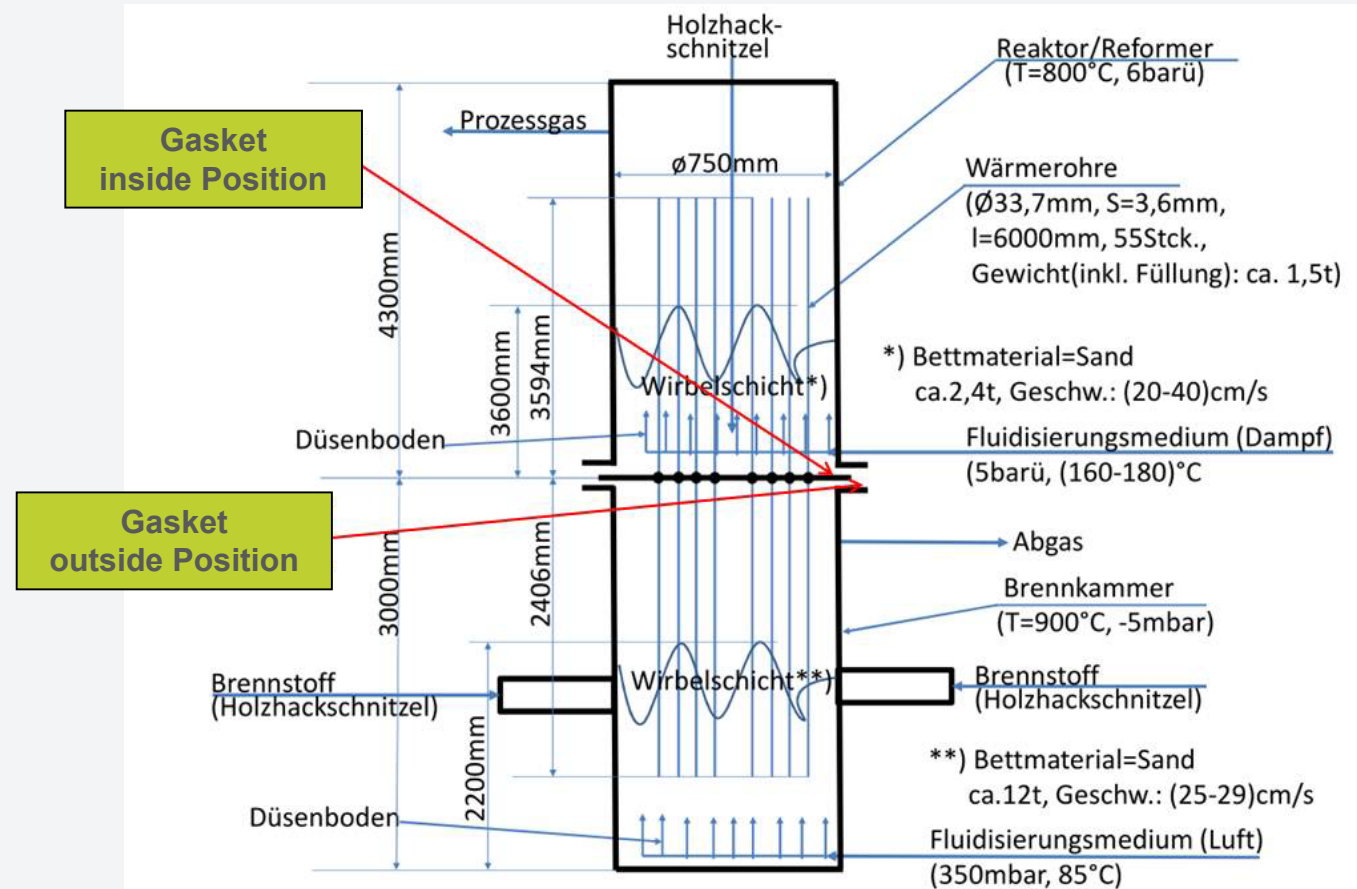 Holzhack-
schnitzel
Reaktor/Reformer
(T=800°C, 6barü)
Gasket
inside Position
Prozessgas
ø750mm
Wärmerohre
(Ø33,7mm, S=3,6mm,
l=6000mm, 55Stck.,
Gewicht(inkl. Füllung): ca. 1,5t)
4300mm
3600mm
3594mm
*) Bettmaterial=Sand
ca.2,4t, Geschw.: (20-40)cm/s
Wirbelschicht*)
Düsenboden
Fluidisierungsmedium (Dampf)
(5barü, (160-180)°C
Gasket
outside Position
3000mm
2406mm
Abgas
Brennkammer
(T=900°C, -5mbar)
Brennstoff
(Holzhackschnitzel)
Wirbelschicht**)
Brennstoff
(Holzhackschnitzel)
2200mm
**) Bettmaterial=Sand
ca.12t, Geschw.: (25-29)cm/s
Düsenboden
Fluidisierungsmedium (Luft)
(350mbar, 85°C)